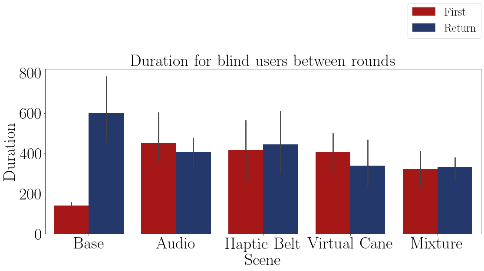 First
Return
Duration for blind users between rounds
Duration
800
600
400
200
0
Base Audio Haptic Belt Virtual Cane Mixture
Scene